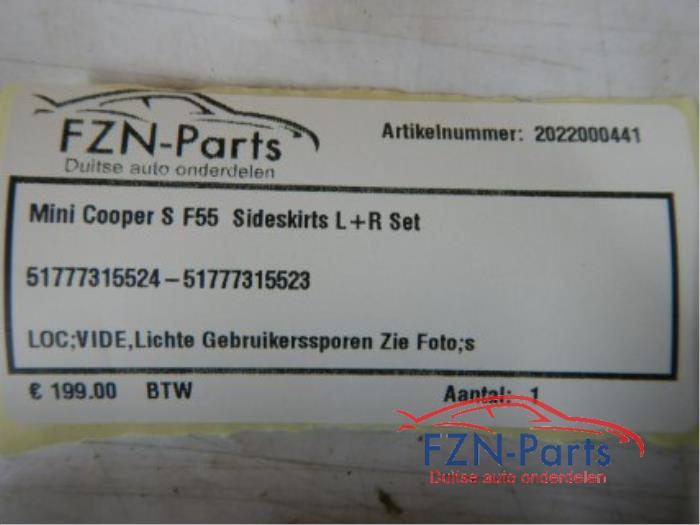 FZN-Parts
Duitse auto onderdelen
Artikelnummer: 2022000441
Mini Cooper S F55 Sideskirts L+R Set
51777315524-51777315523
LOC;VIDE,Lichte Gebruikerssporen Zie Foto;s
€ 199.00 BTW Aantal: 1
FZN-Parts
Duitse auto onderdelen